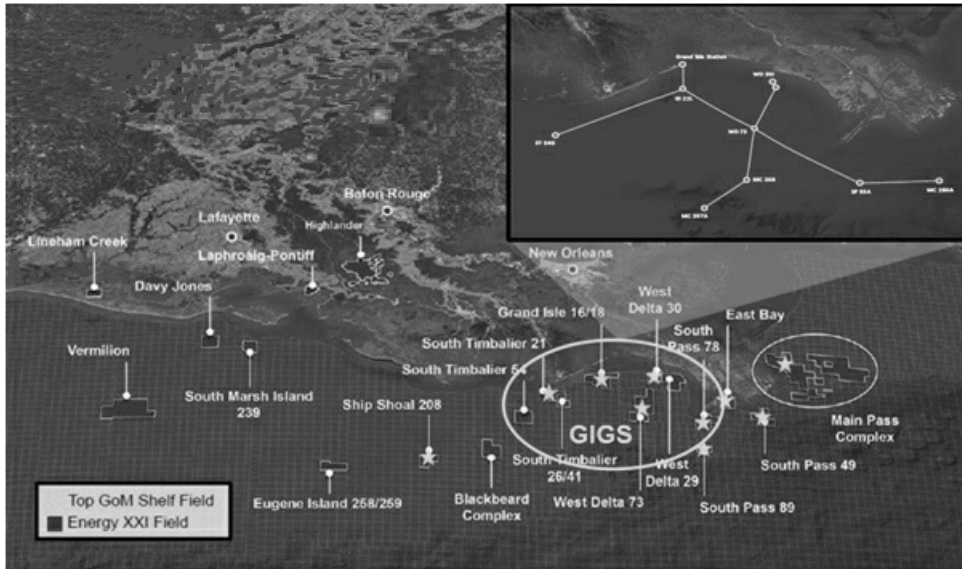 Grand Isle Station
WD 30J
GI 22L
ST 54G
WD 73
MC 268
SP 89A
MC 280A
MC 397A
Baton Rouge
Lafayette
Highlander
Lineham Creek
Laphroaig-Pontiff
New Orleans
Davy Jones
West
Delta 30
Grand Isle 16/18
East Bay
South
Pass 78
South Timbalier 21
Vermilion
South Timbalier 54
South Marsh Island
239
Ship Shoal 208
Main Pass
Complex
GIGS
South Timbalier
26/41
West
Delta 29
South Pass 49
Eugene Island 258/259
Blackbeard
Complex
West Delta 73
South Pass 89
Top GoM Shelf Field
Energy XXI Field